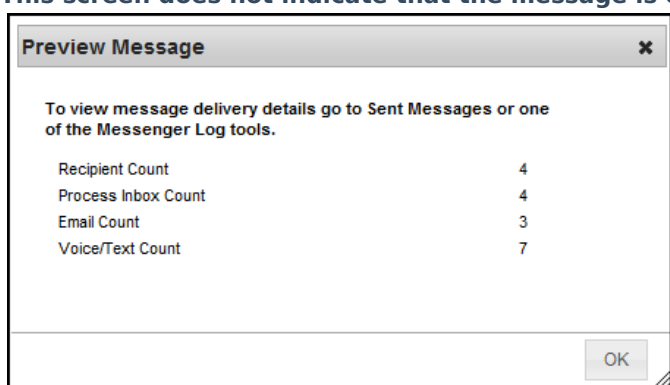 This screen does not indicate that the message is
Preview Message
To view message delivery details go to Sent Messages or one
of the Messenger Log tools.
Recipient Count 4
Process Inbox Count 4
Email Count 3
Voice/Text Count 7
OK